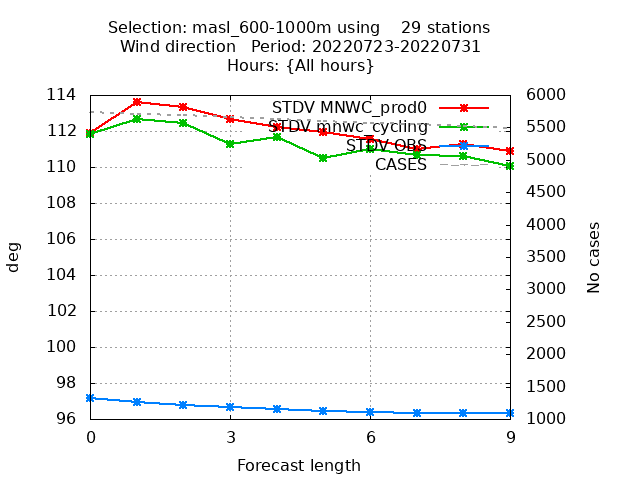 Selection: masl_600-1000m using    29 stations
Wind direction   Period: 20220723-20220731
Hours: {All hours}
STDV MNWC_prod0
STDV mnwc_cycling
STDV OBS
CASES
114
112
110
108
106
104
102
100
98
96
deg
6000
5500
5000
4500
4000
3500
3000
2500
2000
1500
1000
No cases
0 3 6 9
Forecast length